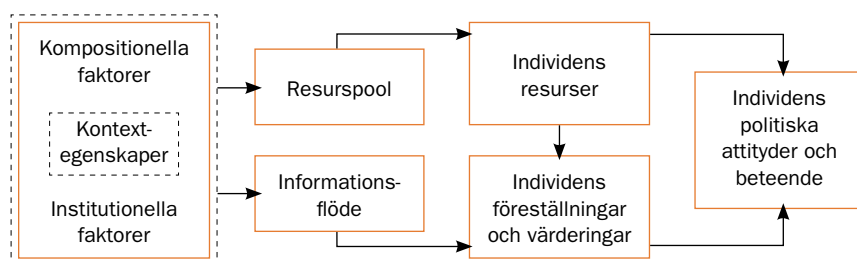 Kompositionella
faktorer
Kontext-
egenskaper
Institutionella
faktorer
Resurspool
Informations-
flöde
Individens
resurser
Individens
föreställningar
och värderingar
Individens
politiska
attityder och
beteende